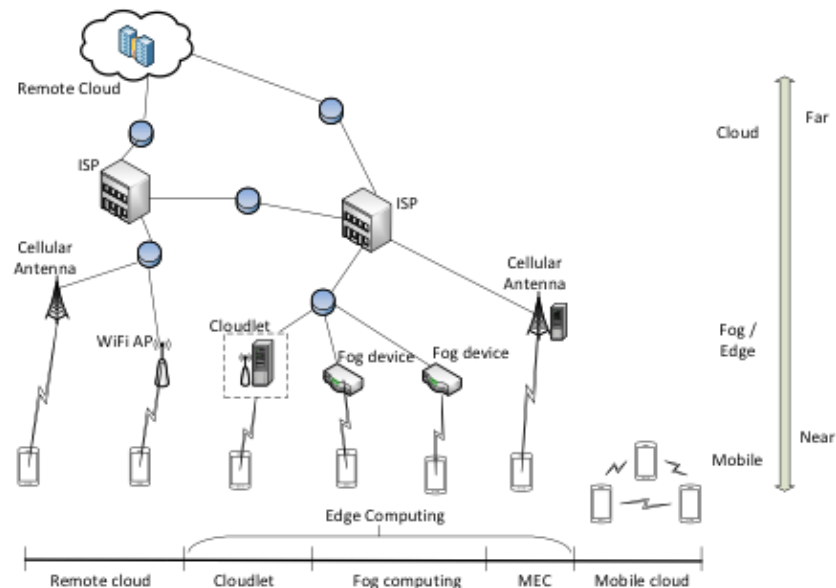 Remote Cloud
Cloud
Far
ISP
ISP
Cellular
Antenna
Cellular
Antenna
WiFi AP
Cloudlet
Fog device
Fog device
Fog /
Edge
Near
Mobile
Edge Computing
Remote cloud
Cloudlet
Fog computing
MEC
Mobile cloud